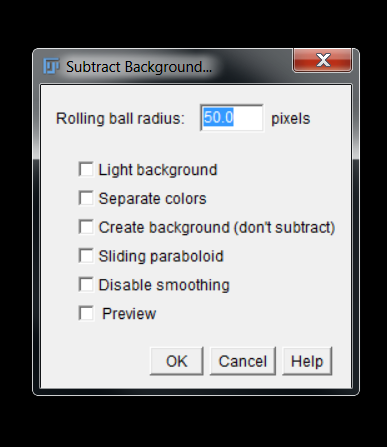 Subtract Background...
Rolling ball radius: 50.0 pixels
Light background
Separate colors
Create background (don't subtract)
Sliding paraboloid
Disable smoothing
Preview
OK Cancel Help